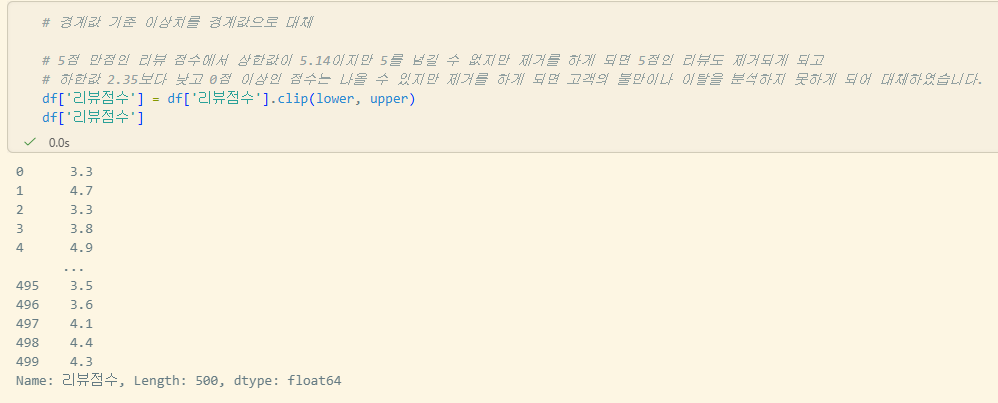 # 경계값 기준 이상치를 경계값으로 대체
# 5점 만점인 리뷰 점수에서 상한값이 5.14이지만 5를 넘길 수 없지만 제거를 하게 되면 5점인 리뷰도 제거되게 되고
# 하한값 2.35보다 낮고 0점 이상인 점수는 나올 수 있지만 제거를 하게 되면 고객의 불만이나 이탈을 분석하지 못하게 되어 대체하였습니다.
df['리뷰점수'] = df['리뷰점수'].clip(lower, upper)
df['리뷰점수']
✓ 0.0s
0 3.3
1 4.7
2 3.3
3 3.8
4 4.9
...
495 3.5
496 3.6
497 4.1
498 4.4
499 4.3
Name: 리뷰점수, Length: 500, dtype: float64